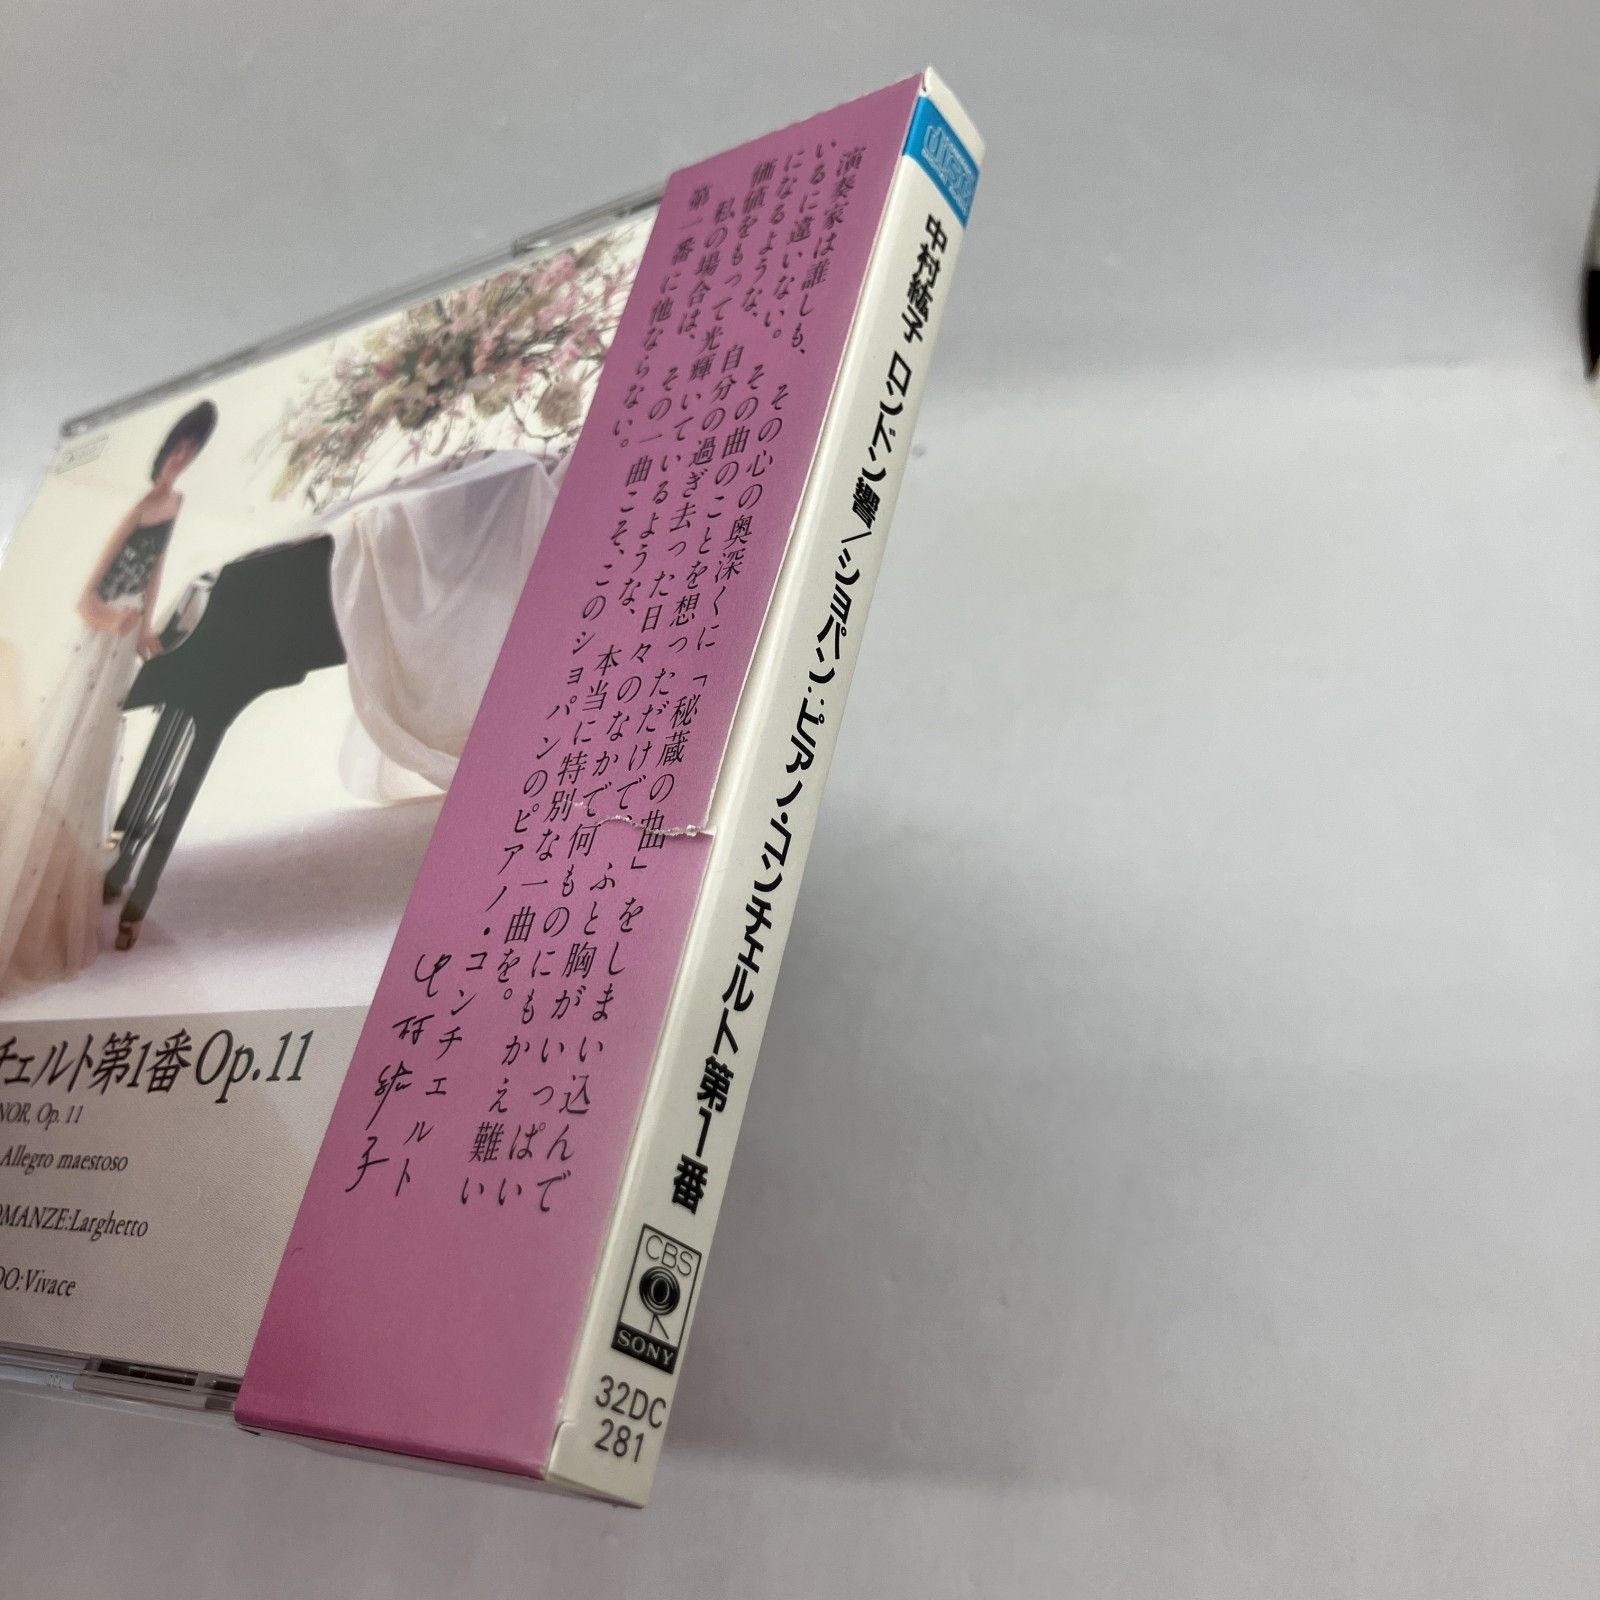 演奏家は誰しも、その心の奥深くに「秘蔵の曲」をしまい込んで
いるに違いない。その曲のことを想っただけで、ふと胸がいっぱい
になるような、自分の過ぎ去った日々のなかで何ものにもかえ難い
価値をもって光輝いているような、本当に特別な一曲を。
私の場合は、その一曲こそ、このショパンのピアノ・コンチェルト
第一番に他ならない。
中村紘子
中村紘子 ロンドン響/ショパン:ピアノ・コンチェルト第1番
CBS
SONY
32DC
281
チェルト第1番 Op.11
NOR, Op. 11
Allegro maestoso
OMANZE:Larghetto
DO:Vivace